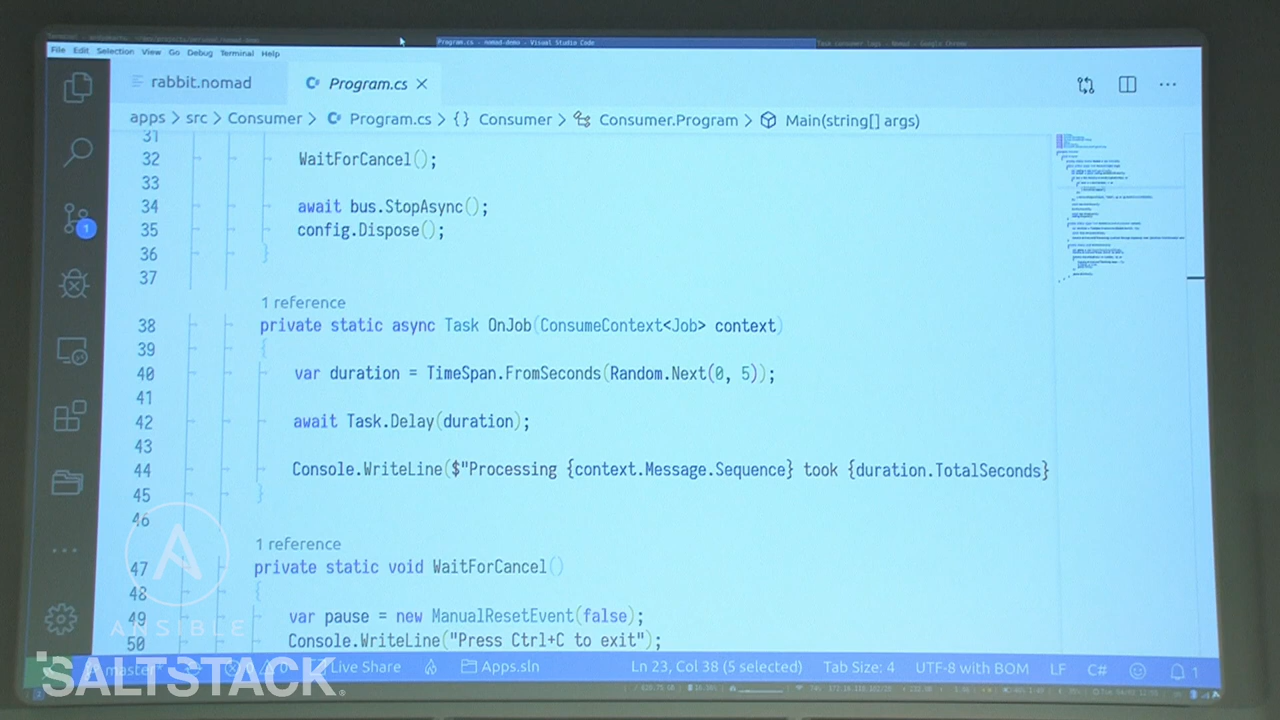 Program.cs - nomad-demo - Visual Studio Code
File Edit Selection View Go Debug Terminal Help
rabbit.nomad
C# Program.cs ×
apps > src > Consumer > C# Program.cs > {} Consumer > Consumer.Program > Main(string[] args)
31
32 WaitForCancel();
33
34 await bus.StopAsync();
35 config.Dispose();
36 }
37
1 reference
38 private static async Task OnJob(ConsumeContext<Job> context)
39 {
40 var duration = TimeSpan.FromSeconds(Random.Next(0, 5));
41
42 await Task.Delay(duration);
43
44 Console.WriteLine($"Processing {context.Message.Sequence} took {duration.TotalSeconds}
45 }
46
1 reference
47 private static void WaitForCancel()
48 {
49 var pause = new ManualResetEvent(false);
50 Console.WriteLine("Press Ctrl+C to exit");
1
ANSIBLE
master
Live Share
Apps.sln
Ln 23, Col 38 (5 selected)
Tab Size: 4
UTF-8 with BOM
LF
C#
1
SALTSTACK